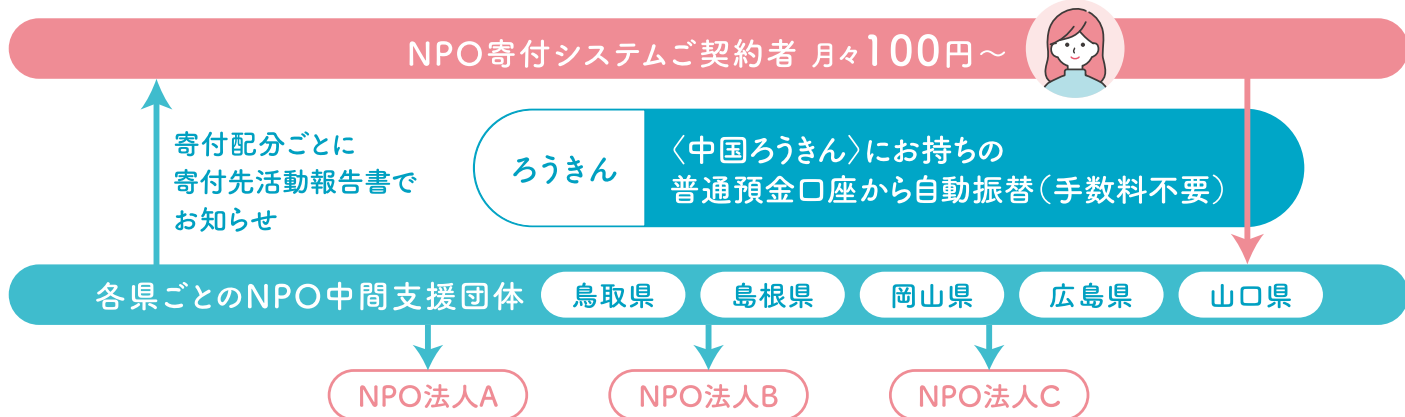 NPO寄付システムご契約者 月々100円～
寄付配分ごとに
寄付先活動報告書で
お知らせ
ろうきん
〈中国ろうきん〉にお持ちの
普通預金口座から自動振替（手数料不要）
各県ごとのNPO中間支援団体 鳥取県 島根県 岡山県 広島県 山口県
NPO法人A NPO法人B NPO法人C